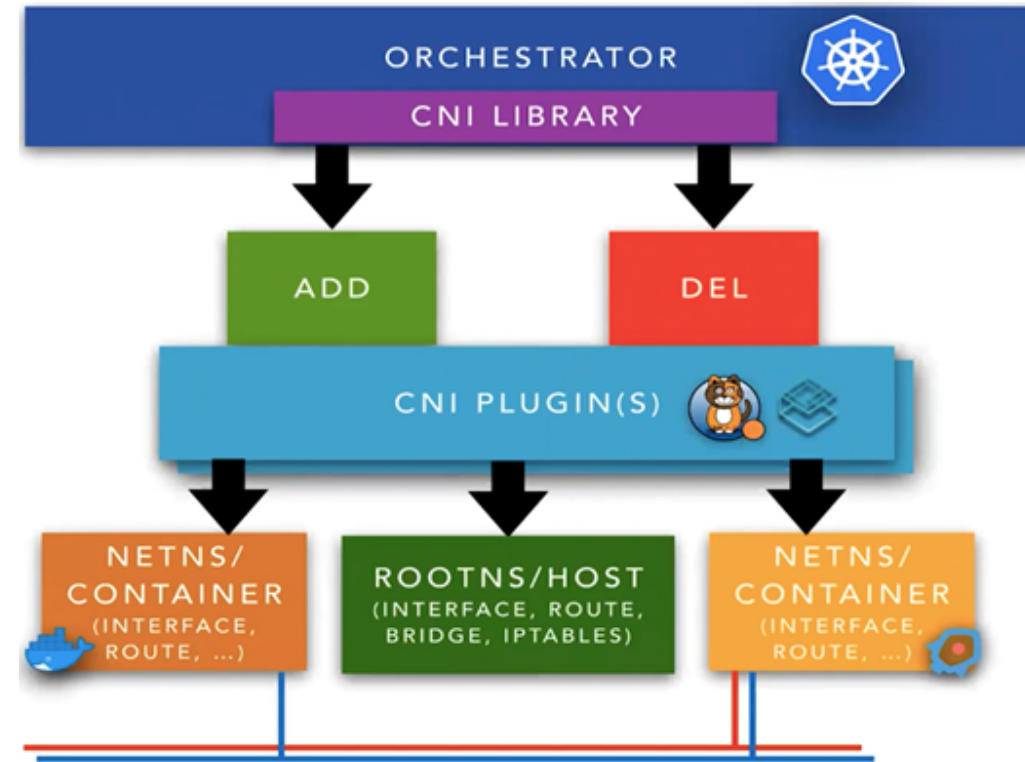 ORCHESTRATOR
CNI LIBRARY
ADD
DEL
CNI PLUGIN(S)
NETNS/
CONTAINER
(INTERFACE,
ROUTE, ...)
ROOTNS/HOST
(INTERFACE, ROUTE,
BRIDGE, IPTABLES)
NETNS/
CONTAINER
(INTERFACE,
ROUTE, ...)